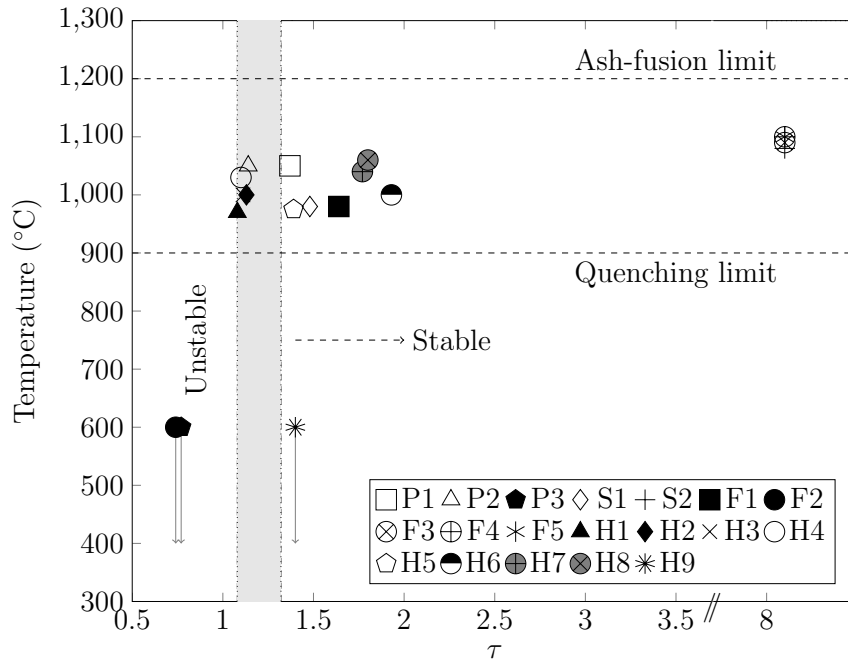 1,300
1,200
1,100
1,000
900
800
700
600
500
400
300
Temperature (°C)
Ash-fusion limit
Quenching limit
Unstable
Stable
P1 P2 P3 S1 S2 F1 F2
F3 F4 F5 H1 H2 H3 H4
H5 H6 H7 H8 H9
0.5 1 1.5 2 2.5 3 3.5 8
τ